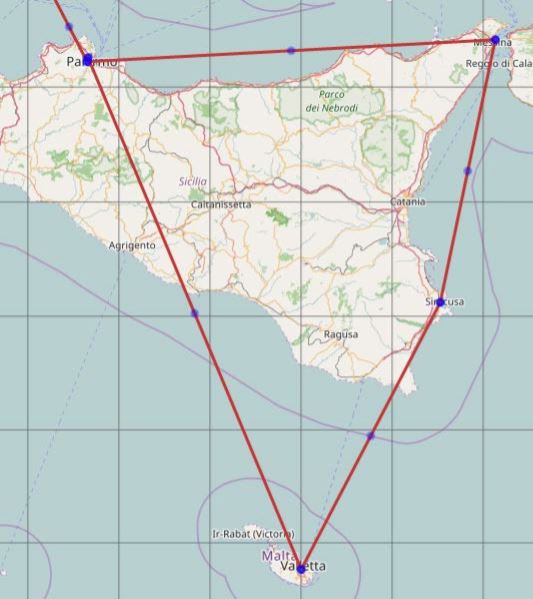 Messina
Palermo
Reggio di Cala
Parco
dei Nebrodi
Sicilia
Caltanissetta
Catania
Agrigento
Siracusa
Ragusa
Ir-Rabat (Victoria)
Malta
Valletta